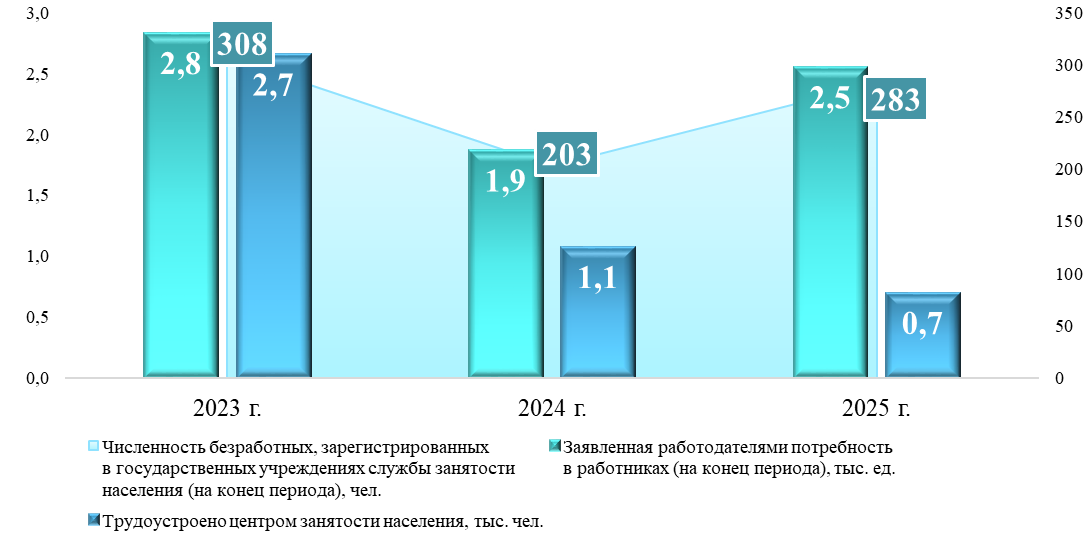 3,0
2,5
2,0
1,5
1,0
0,5
0,0
350
300
250
200
150
100
50
0
2,8
308
2,7
1,9
203
1,1
2,5
283
0,7
2023 г.
2024 г.
2025 г.
Численность безработных, зарегистрированных
в государственных учреждениях службы занятости
населения (на конец периода), чел.
Заявленная работодателями потребность
в работниках (на конец периода), тыс. ед.
Трудоустроено центром занятости населения, тыс. чел.